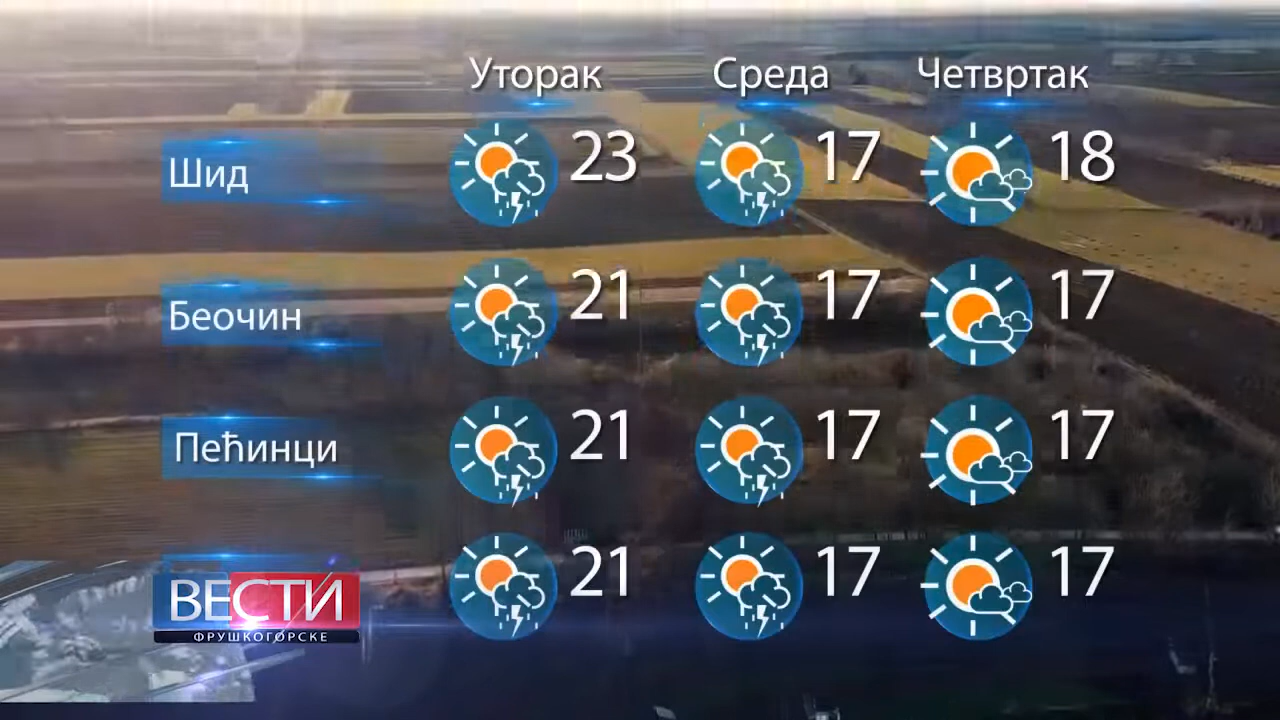 Уторак Среда Четвртак
Шид 23 17 18
Беочин 21 17 17
Пећинци 21 17 17
21 17 17
ВЕСТИ
ФРУШКОГОРСКЕ